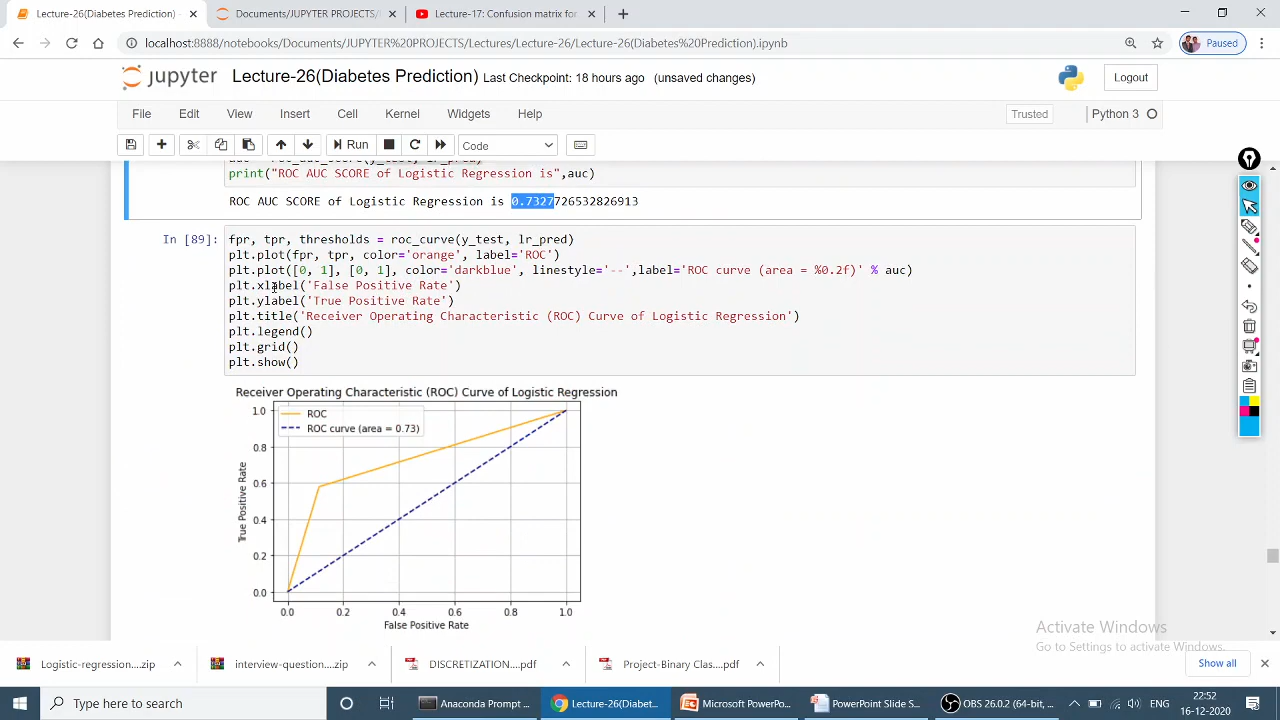 Lecture-26(Diabetes Prediction)
Documents/JUPYTER PROJECTS/Lec
Lecture-17: Confusion matrix for
localhost:8888/notebooks/Documents/JUPYTER%20PROJECTS/Lectures/Lecture-26/Lecture-26(Diabetes%20Prediction).ipynb
Paused
jupyter
Lecture-26(Diabetes Prediction) Last Checkpoint: 18 hours ago (unsaved changes)
Logout
File Edit View Insert Cell Kernel Widgets Help
Trusted
Python 3
Run
Code
print("ROC AUC SCORE of Logistic Regression is",auc)
ROC AUC SCORE of Logistic Regression is 0.7327726532826913
In [89]:
fpr, tpr, thresholds = roc_curve(y_test, lr_pred)
plt.plot(fpr, tpr, color='orange', label='ROC')
plt.plot([0, 1], [0, 1], color='darkblue', linestyle='--',label='ROC curve (area = %0.2f)' % auc)
plt.xlabel('False Positive Rate')
plt.ylabel('True Positive Rate')
plt.title('Receiver Operating Characteristic (ROC) Curve of Logistic Regression')
plt.legend()
plt.grid()
plt.show()
Receiver Operating Characteristic (ROC) Curve of Logistic Regression
ROC
ROC curve (area = 0.73)
1.0
0.8
0.6
0.4
0.2
0.0
True Positive Rate
0.0 0.2 0.4 0.6 0.8 1.0
False Positive Rate
Activate Windows
Go to Settings to activate Windows.
Logistic-regression....zip
interview-question....zip
DISCRETIZATION....pdf
Project-Binary Clas....pdf
Show all
Type here to search
Anaconda Prompt ...
Lecture-26(Diabet...
Microsoft PowerPo...
PowerPoint Slide S...
OBS 26.0.2 (64-bit, ...
ENG
22:52
16-12-2020